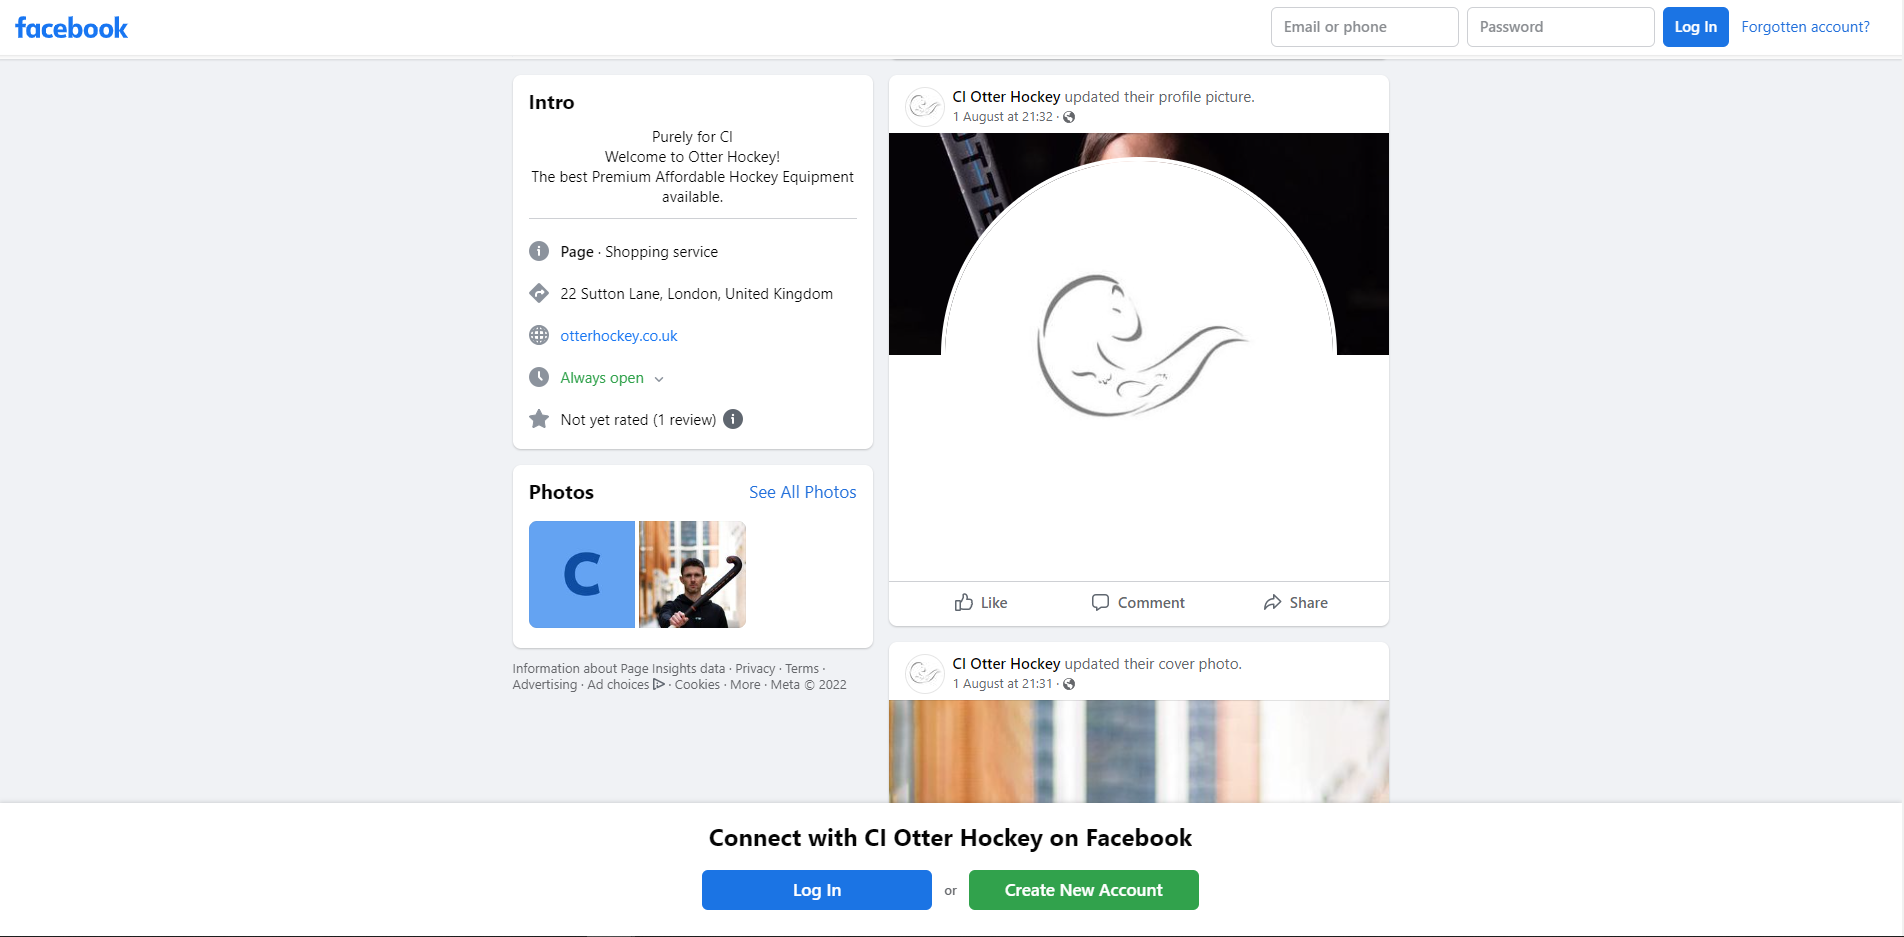 facebook
Email or phone
Password
Log In
Forgotten account?
Intro
Purely for CI
Welcome to Otter Hockey!
The best Premium Affordable Hockey Equipment
available.
Page · Shopping service
22 Sutton Lane, London, United Kingdom
otterhockey.co.uk
Always open
Not yet rated (1 review)
Photos
See All Photos
C
Information about Page Insights data · Privacy · Terms ·
Advertising · Ad choices · Cookies · More · Meta © 2022
CI Otter Hockey updated their profile picture.
1 August at 21:32 ·
OTTE
Like
Comment
Share
CI Otter Hockey updated their cover photo.
1 August at 21:31 ·
Connect with CI Otter Hockey on Facebook
Log In
or
Create New Account